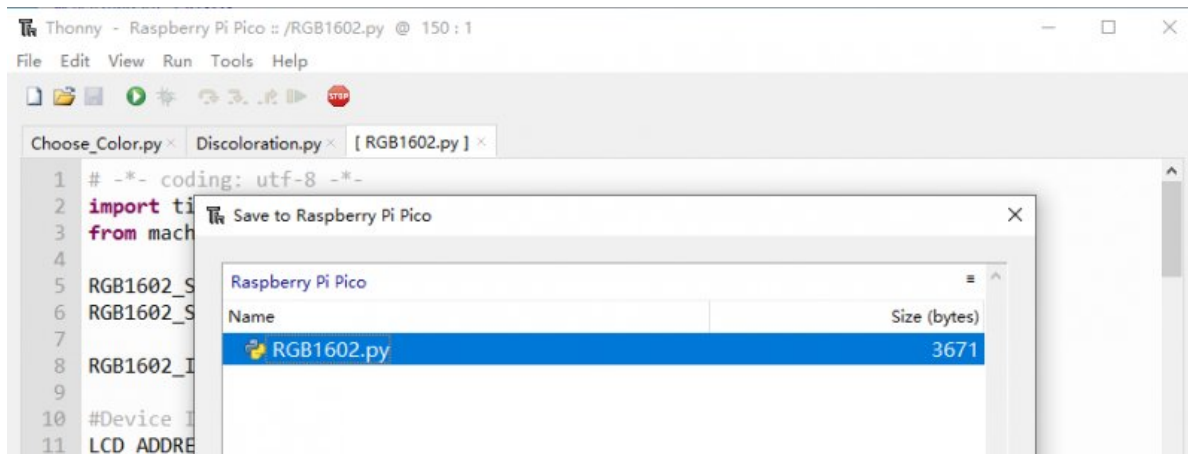 Thonny - Raspberry Pi Pico :: /RGB1602.py @ 150 : 1
File Edit View Run Tools Help
STOP
Choose_Color.py × Discoloration.py × [ RGB1602.py ] ×
1 # -*- coding: utf-8 -*-
2 import ti
3 from mach
4
5 RGB1602_S
6 RGB1602_S
7
8 RGB1602_I
9
10 #Device I
11 LCD ADDRE
Save to Raspberry Pi Pico
Raspberry Pi Pico
Name Size (bytes)
RGB1602.py 3671